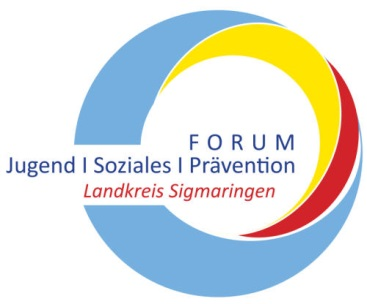 FORUM
Jugend I Soziales I Prävention
Landkreis Sigmaringen